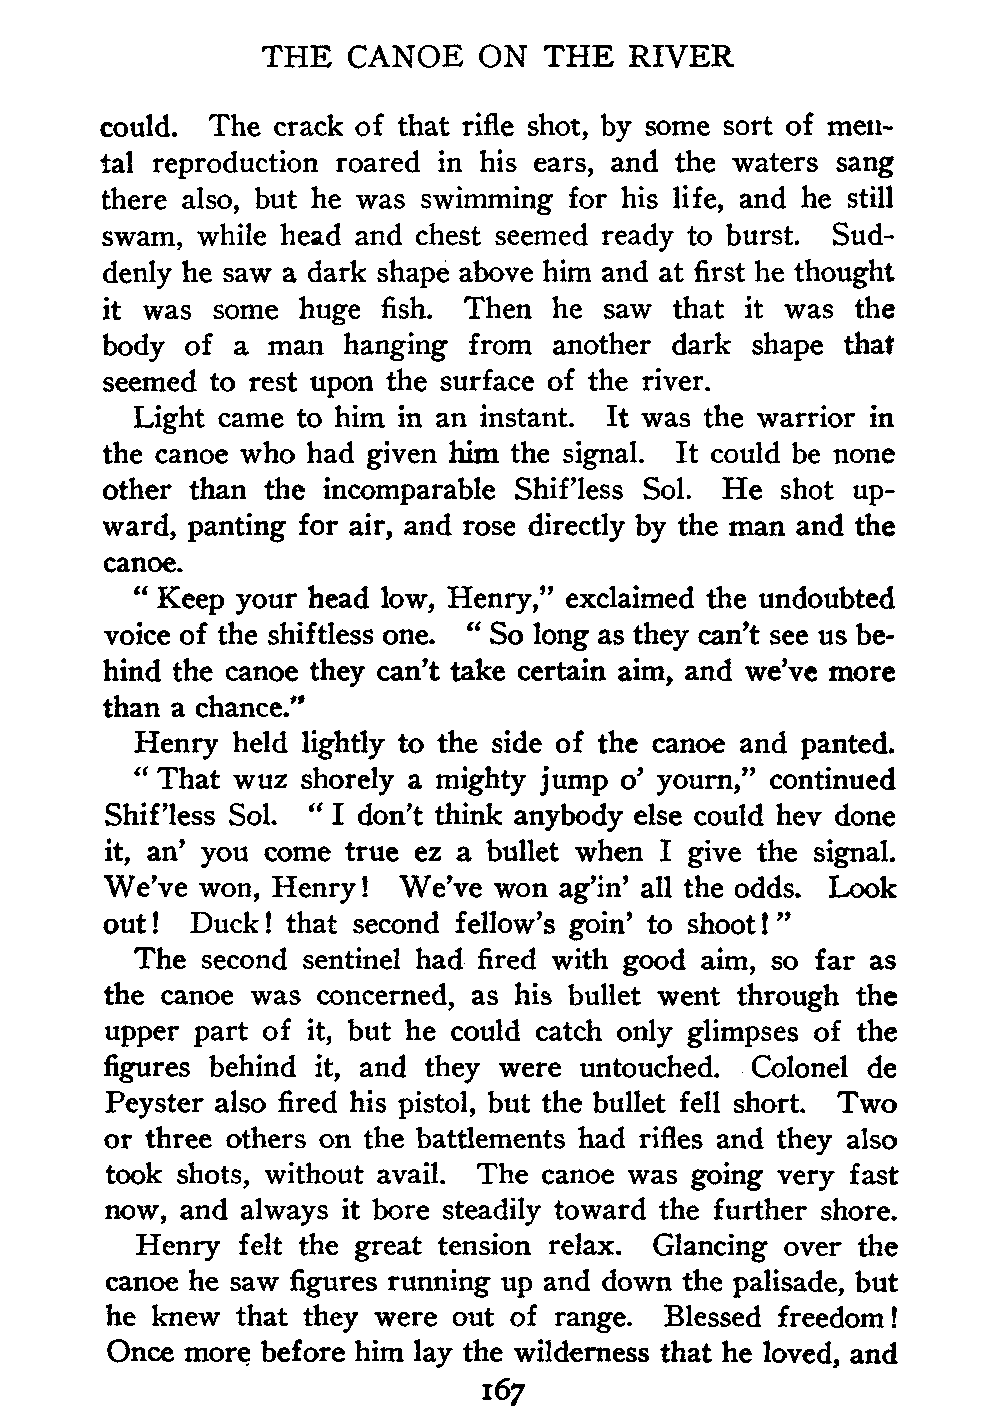 THE CANOE ON THE RIVER
could. The crack of that rifle shot, by some sort of men-
tal reproduction roared in his ears, and the waters sang
there also, but he was swimming for his life, and he still
swam, while head and chest seemed ready to burst. Sud-
denly he saw a dark shape above him and at first he thought
it was some huge fish. Then he saw that it was the
body of a man hanging from another dark shape that
seemed to rest upon the surface of the river.
Light came to him in an instant. It was the warrior in
the canoe who had given him the signal. It could be none
other than the incomparable Shif'less Sol. He shot up-
ward, panting for air, and rose directly by the man and the
canoe.
“ Keep your head low, Henry,” exclaimed the undoubted
voice of the shiftless one. “ So long as they can't see us be-
hind the canoe they can't take certain aim, and we've more
than a chance.”
Henry held lightly to the side of the canoe and panted.
“ That wuz shorely a mighty jump o' yourn,” continued
Shif'less Sol. “ I don't think anybody else could hev done
it, an' you come true ez a bullet when I give the signal.
We've won, Henry! We've won ag'in' all the odds. Look
out! Duck! that second fellow's goin' to shoot!”
The second sentinel had fired with good aim, so far as
the canoe was concerned, as his bullet went through the
upper part of it, but he could catch only glimpses of the
figures behind it, and they were untouched. Colonel de
Peyster also fired his pistol, but the bullet fell short. Two
or three others on the battlements had rifles and they also
took shots, without avail. The canoe was going very fast
now, and always it bore steadily toward the further shore.
Henry felt the great tension relax. Glancing over the
canoe he saw figures running up and down the palisade, but
he knew that they were out of range. Blessed freedom!
Once more before him lay the wilderness that he loved, and
167